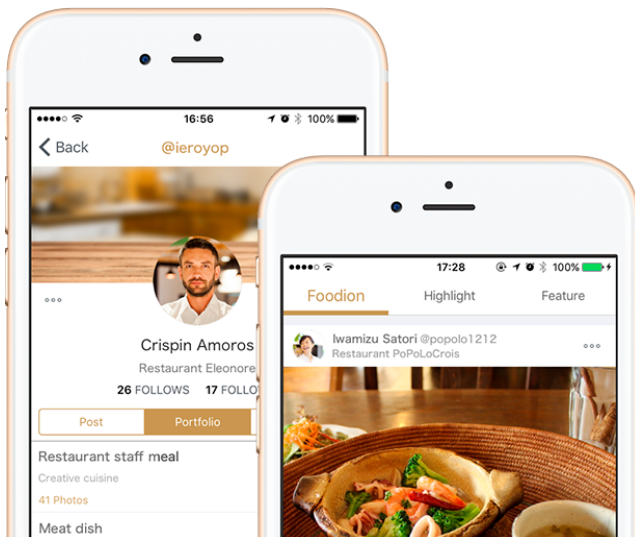 16:56
100%
Back
@ieroyop
Crispin Amoros
Restaurant Eleonore
26 FOLLOWS 17 FOLLO
Post
Portfolio
Restaurant staff meal
Creative cuisine
41 Photos
Meat dish
17:28
100%
Foodion
Highlight
Feature
Iwamizu Satori @popolo1212
Restaurant PoPoLoCrois